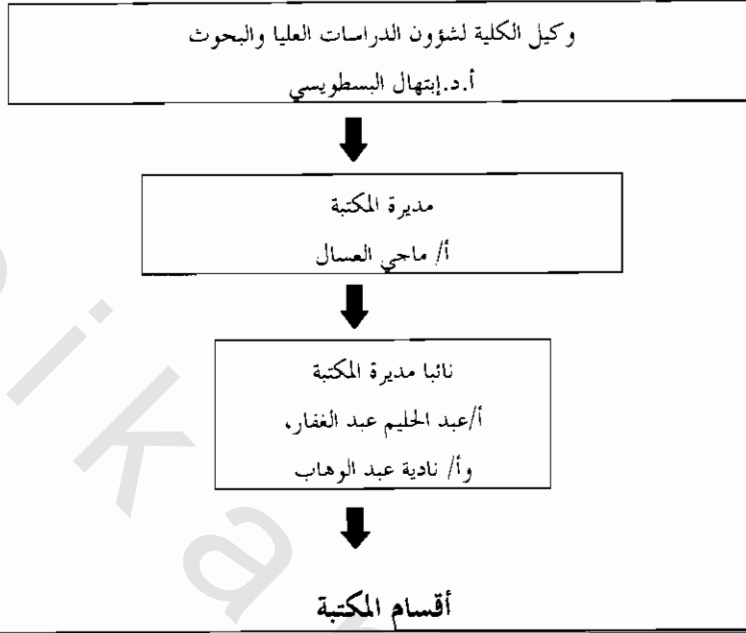 وكيل الكلية لشؤون الدراسات العليا والبحوث
أ.د.إبتهال البسطويسي
مديرة المكتبة
أ/ ماجي العسال
نائبا مديرة المكتبة
أ/عبد الحليم عبد الغفار،
وأ/ نادية عبد الوهاب
أقسام المكتبة